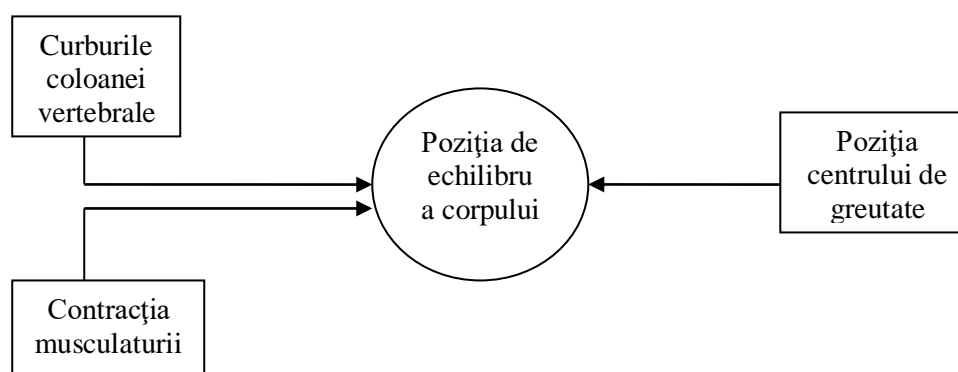 Curburile
coloanei
vertebrale
Poziţia de
echilibru
a corpului
Poziţia
centrului de
greutate
Contracţia
musculaturii